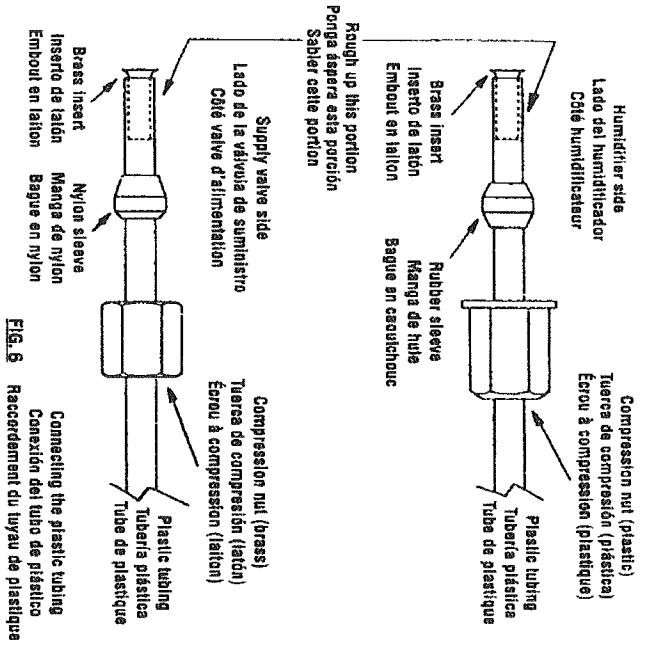 Humidifier side
Lado del humidificador
Côté humidificateur
Compression nut (plastic)
Tuerca de compresión (plástica)
Écrou à compression (plastique)
Brass insert
Inserto de latón
Embout en laiton
Rubber sleeve
Manga de hule
Bague en caoulchouc
Plastic tubing
Tubería plástica
Tube de plastique
Rough up this portion
Ponga áspera esta porción
Sabler cette portion
Supply valve side
Lado de la válvula de suministro
Côté valve d'alimentation
Compression nut (brass)
Tuerca de compresión (latón)
Écrou à compression (laiton)
Brass insert
Inserto de latón
Embout en laiton
Nylon sleeve
Manga de nylon
Bague en nylon
Plastic tubing
Tubería plástica
Tube de plastique
FIG. 6
Connecting the plastic tubing
Conexión del tubo de plástico
Raccordement du tuyau de plastique